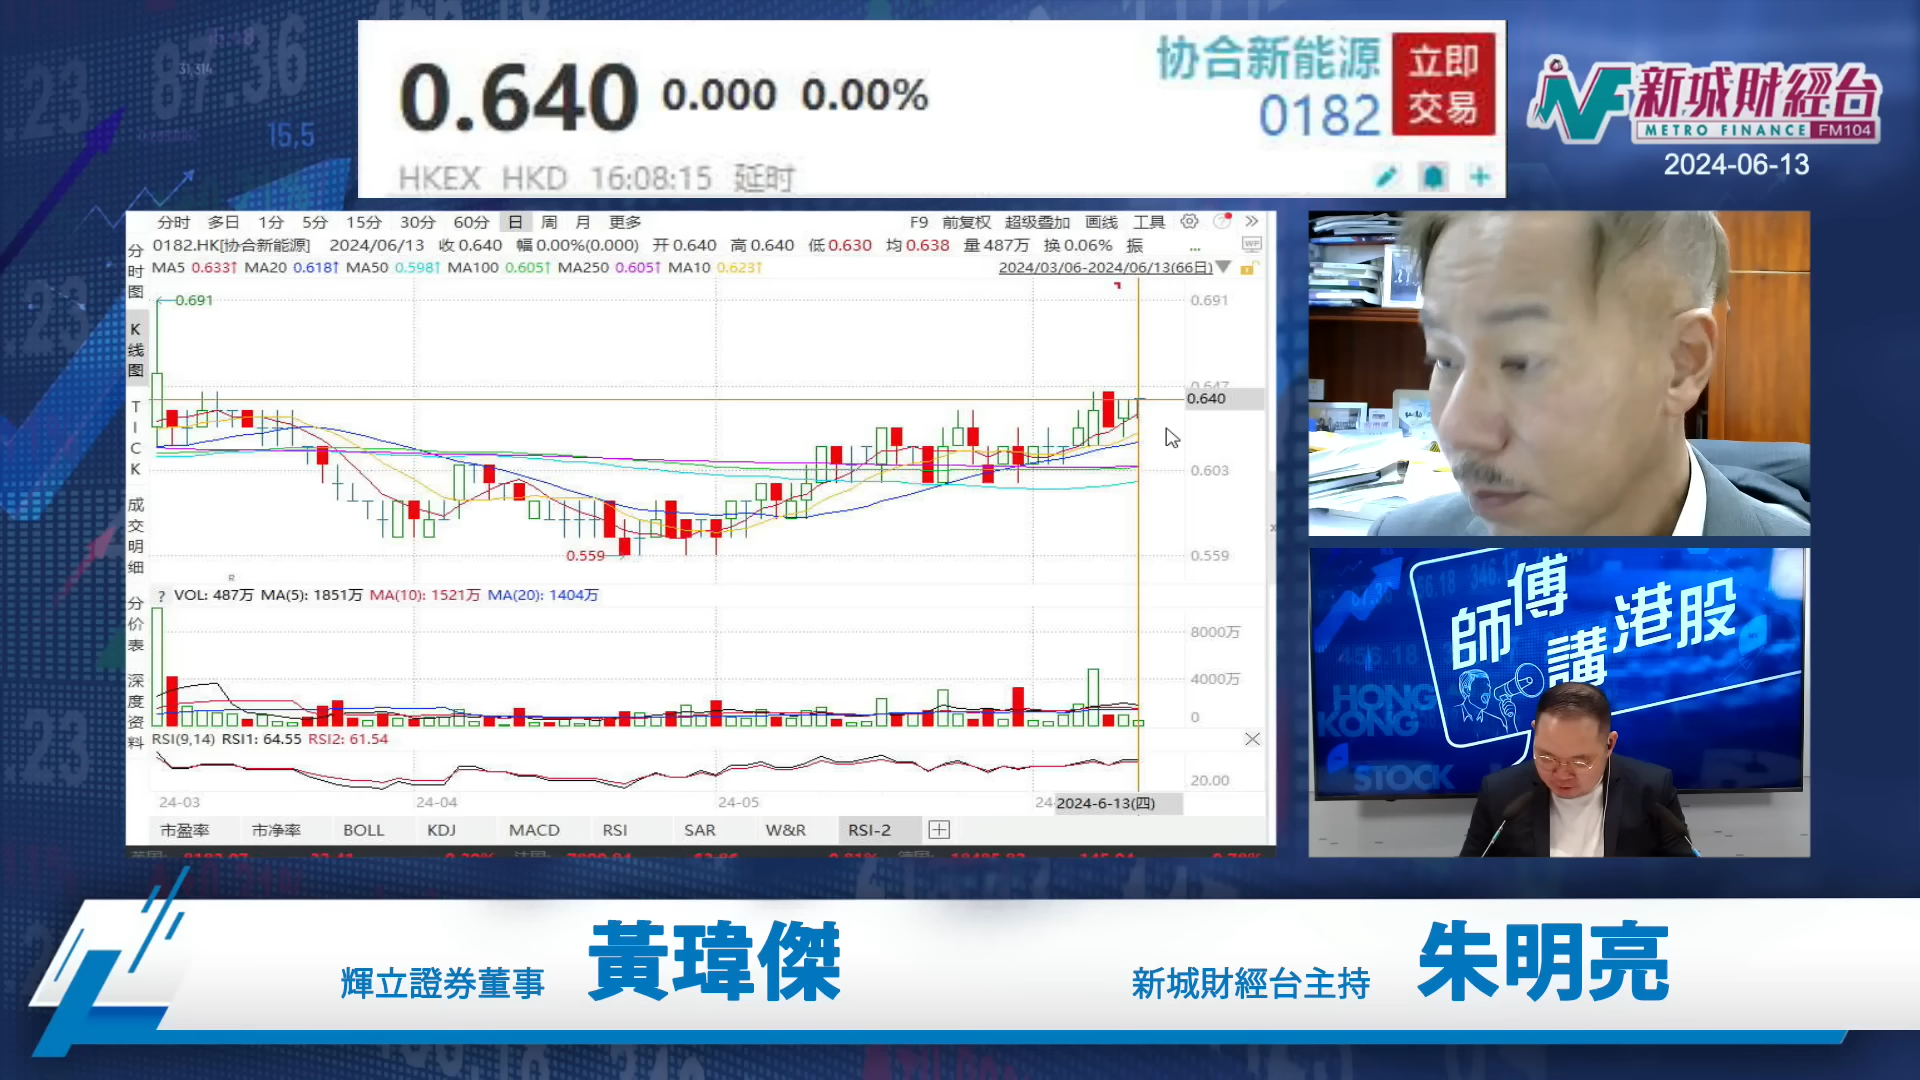 0.640 0.000 0.00%
协合新能源
0182
立即
交易
HKEX HKD 16:08:15 延时
新城財經台
METRO FINANCE FM104
2024-06-13
15,5
分时 多日 1分 5分 15分 30分 60分 日 周 月 更多 F9 前复权 超级叠加 画线 工具
0182.HK[协合新能源] 2024/06/13 收 0.640 幅 0.00%(0.000) 开 0.640 高 0.640 低 0.630 均 0.638 量 487万 换 0.06% 振 ...
MA5 0.633↑ MA20 0.618↑ MA50 0.598↑ MA100 0.605↑ MA250 0.605↑ MA10 0.623↑
2024/03/06-2024/06/13(66日)
分时图
K线图
TICK
成交明细
分价表
深度资料
0.691
0.691
0.647
0.640
0.603
0.559
0.559
R
? VOL: 487万 MA(5): 1851万 MA(10): 1521万 MA(20): 1404万
8000万
4000万
0
RSI(9,14) RSI1: 64.55 RSI2: 61.54
20.00
24-03 24-04 24-05 24 2024-6-13(四)
市盈率 市净率 BOLL KDJ MACD RSI SAR W&R RSI-2
師傅
講港股
HONG
KONG
STOCK
輝立證券董事 黃瑋傑
新城財經台主持 朱明亮